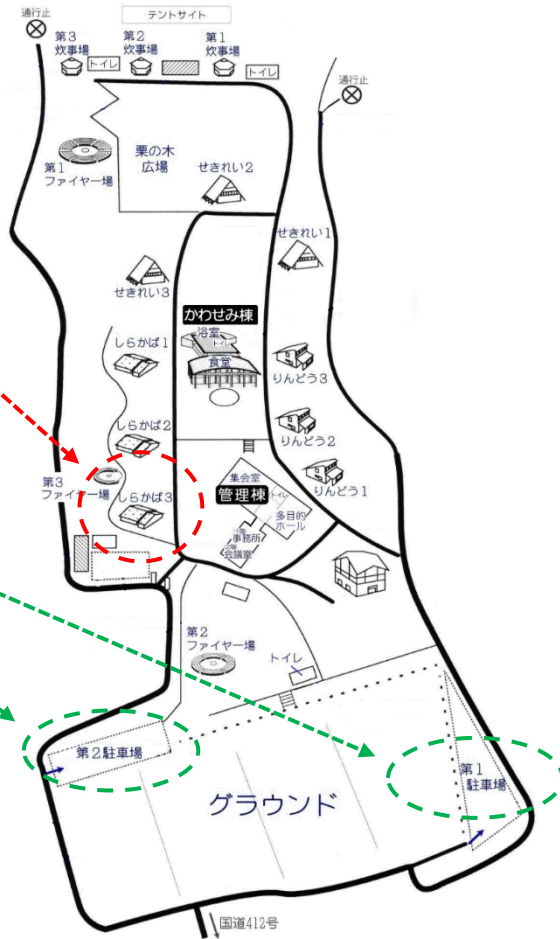 通行止
テントサイト
第3
炊事場
トイレ
第2
炊事場
第1
炊事場
トイレ
通行止
第1
ファイヤー場
栗の木
広場
せきれい2
せきれい1
せきれい3
かわせみ棟
浴室
トイレ
食堂
しらかば1
りんどう3
しらかば2
りんどう2
第3
ファイヤー場
しらかば3
集会室
トイレ
管理棟
多目的
ホール
りんどう1
事務所
会議室
第2
ファイヤー場
トイレ
第2駐車場
第1
駐車場
グラウンド
国道412号